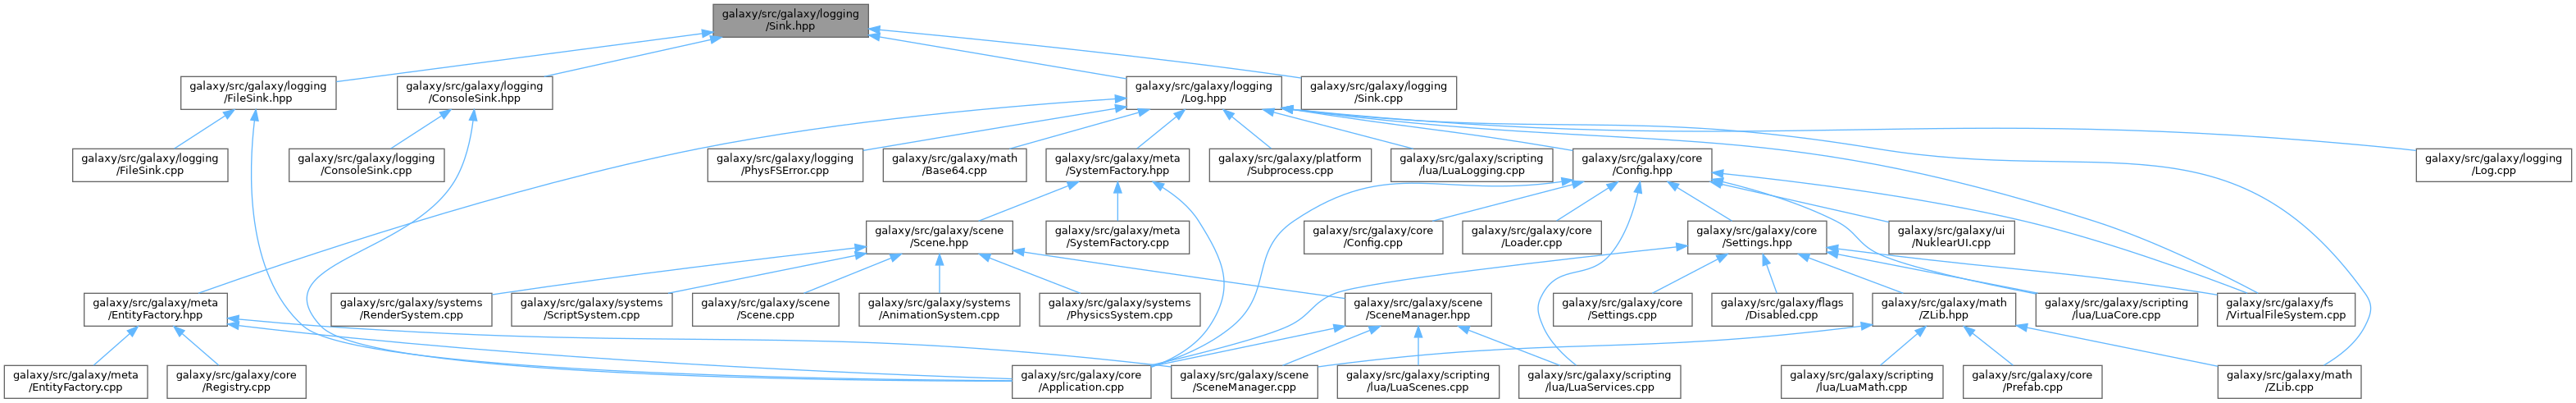 galaxy/src/galaxy/logging
/Sink.hpp
galaxy/src/galaxy/logging
/FileSink.hpp
galaxy/src/galaxy/logging
/ConsoleSink.hpp
galaxy/src/galaxy/logging
/Log.hpp
galaxy/src/galaxy/logging
/Sink.cpp
galaxy/src/galaxy/logging
/FileSink.cpp
galaxy/src/galaxy/logging
/ConsoleSink.cpp
galaxy/src/galaxy/logging
/PhysFSError.cpp
galaxy/src/galaxy/math
/Base64.cpp
galaxy/src/galaxy/meta
/SystemFactory.hpp
galaxy/src/galaxy/platform
/Subprocess.cpp
galaxy/src/galaxy/scripting
/lua/LuaLogging.cpp
galaxy/src/galaxy/core
/Config.hpp
galaxy/src/galaxy/logging
/Log.cpp
galaxy/src/galaxy/scene
/Scene.hpp
galaxy/src/galaxy/meta
/SystemFactory.cpp
galaxy/src/galaxy/core
/Config.cpp
galaxy/src/galaxy/core
/Loader.cpp
galaxy/src/galaxy/core
/Settings.hpp
galaxy/src/galaxy/ui
/NuklearUI.cpp
galaxy/src/galaxy/meta
/EntityFactory.hpp
galaxy/src/galaxy/systems
/RenderSystem.cpp
galaxy/src/galaxy/systems
/ScriptSystem.cpp
galaxy/src/galaxy/scene
/Scene.cpp
galaxy/src/galaxy/systems
/AnimationSystem.cpp
galaxy/src/galaxy/systems
/PhysicsSystem.cpp
galaxy/src/galaxy/scene
/SceneManager.hpp
galaxy/src/galaxy/core
/Settings.cpp
galaxy/src/galaxy/flags
/Disabled.cpp
galaxy/src/galaxy/math
/ZLib.hpp
galaxy/src/galaxy/scripting
/lua/LuaCore.cpp
galaxy/src/galaxy/fs
/VirtualFileSystem.cpp
galaxy/src/galaxy/meta
/EntityFactory.cpp
galaxy/src/galaxy/core
/Registry.cpp
galaxy/src/galaxy/core
/Application.cpp
galaxy/src/galaxy/scene
/SceneManager.cpp
galaxy/src/galaxy/scripting
/lua/LuaScenes.cpp
galaxy/src/galaxy/scripting
/lua/LuaServices.cpp
galaxy/src/galaxy/scripting
/lua/LuaMath.cpp
galaxy/src/galaxy/core
/Prefab.cpp
galaxy/src/galaxy/math
/ZLib.cpp